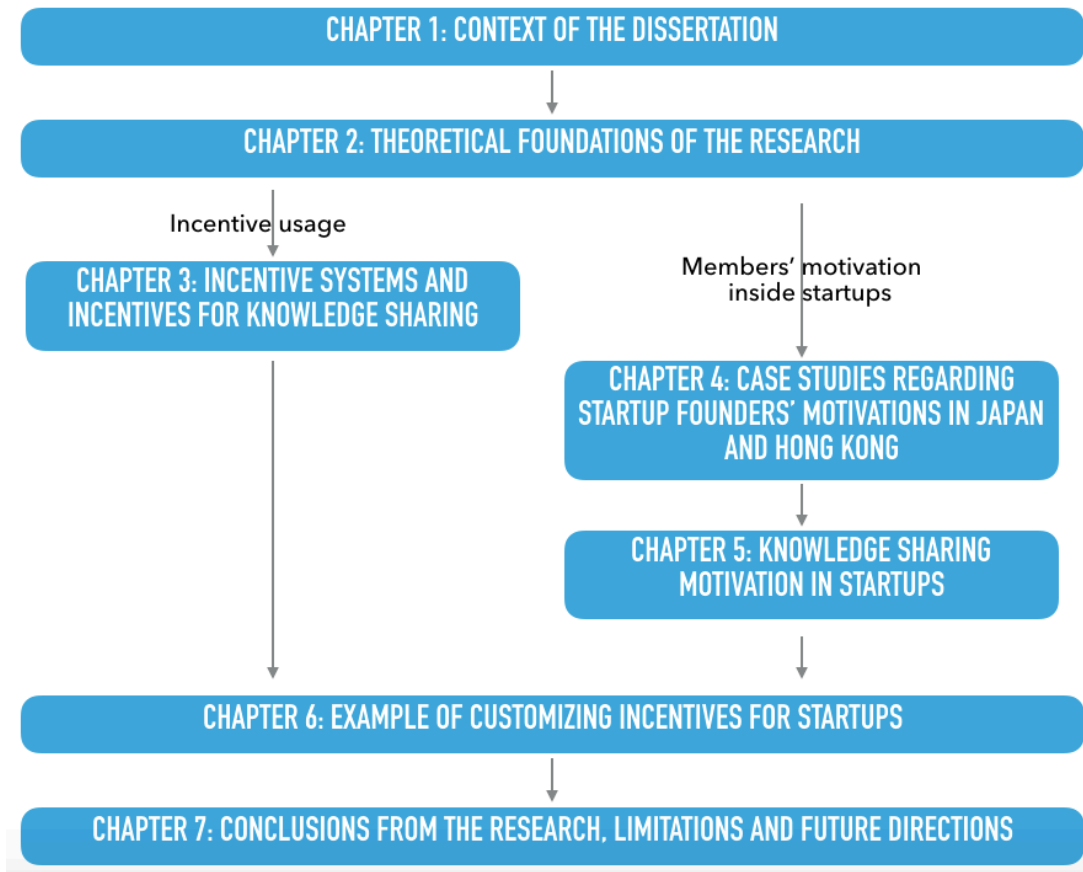 CHAPTER 1: CONTEXT OF THE DISSERTATION
CHAPTER 2: THEORETICAL FOUNDATIONS OF THE RESEARCH
Incentive usage
CHAPTER 3: INCENTIVE SYSTEMS AND
INCENTIVES FOR KNOWLEDGE SHARING
Members’ motivation
inside startups
CHAPTER 4: CASE STUDIES REGARDING
STARTUP FOUNDERS’ MOTIVATIONS IN JAPAN
AND HONG KONG
CHAPTER 5: KNOWLEDGE SHARING
MOTIVATION IN STARTUPS
CHAPTER 6: EXAMPLE OF CUSTOMIZING INCENTIVES FOR STARTUPS
CHAPTER 7: CONCLUSIONS FROM THE RESEARCH, LIMITATIONS AND FUTURE DIRECTIONS